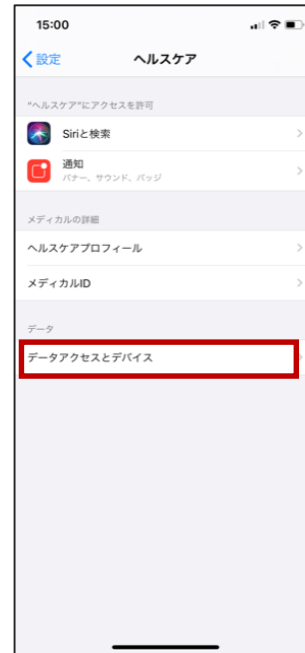 15:00
設定
ヘルスケア
"ヘルスケア"にアクセスを許可
Siriと検索
通知
バナー、サウンド、バッジ
メディカルの詳細
ヘルスケアプロフィール
メディカルID
データ
データアクセスとデバイス